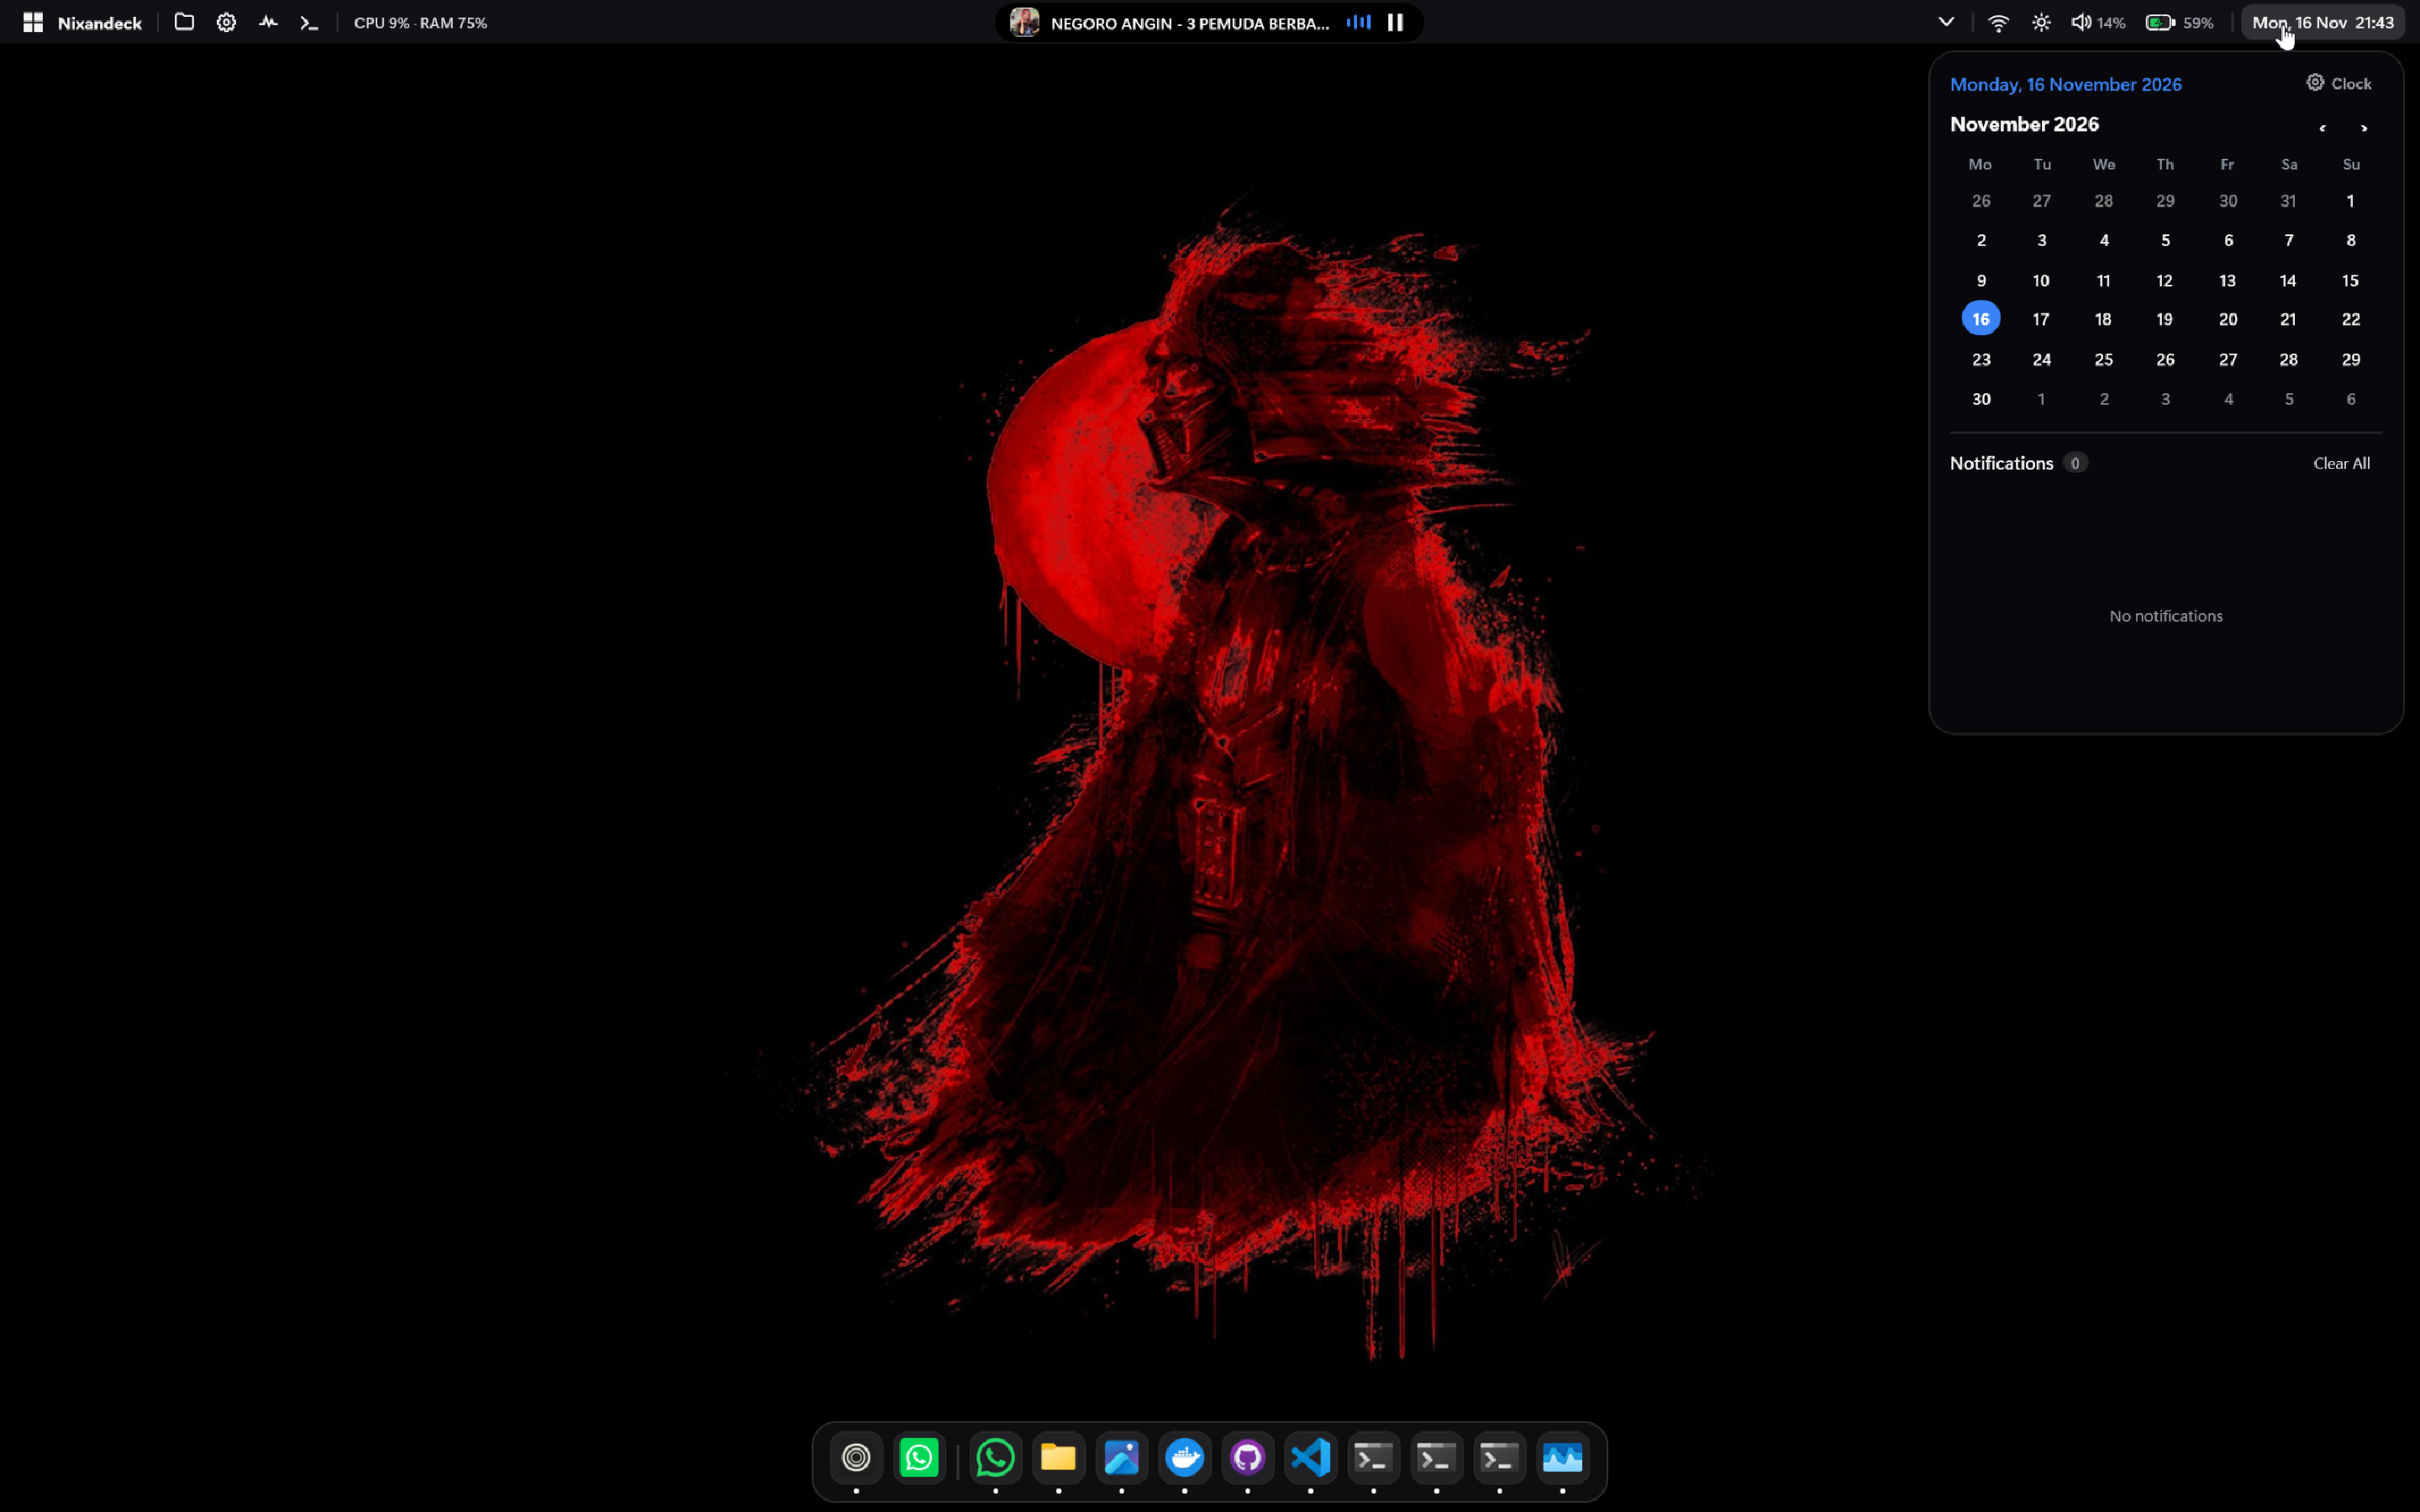 Nixandeck
CPU 9% · RAM 75%
NEGORO ANGIN - 3 PEMUDA BERBA...
14%
59%
Mon, 16 Nov 21:43
Monday, 16 November 2026
Clock
November 2026
Mo Tu We Th Fr Sa Su
26 27 28 29 30 31 1
2 3 4 5 6 7 8
9 10 11 12 13 14 15
16 17 18 19 20 21 22
23 24 25 26 27 28 29
30 1 2 3 4 5 6
Notifications 0
Clear All
No notifications